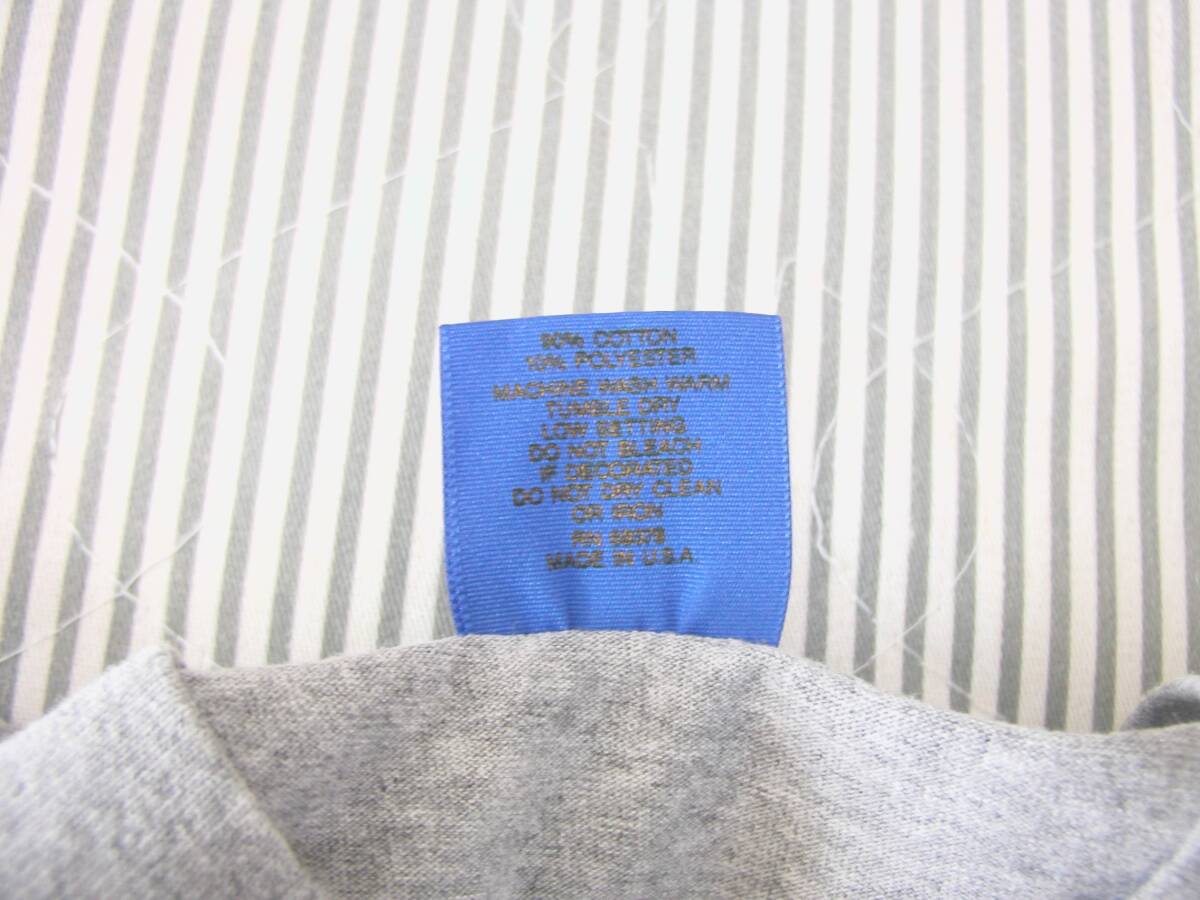 90% COTTON
10% POLYESTER
MACHINE WASH WARM
TUMBLE DRY
LOW SETTING
DO NOT BLEACH
IF DECORATED
DO NOT DRY CLEAN
OR IRON
RN
MADE IN U.S.A